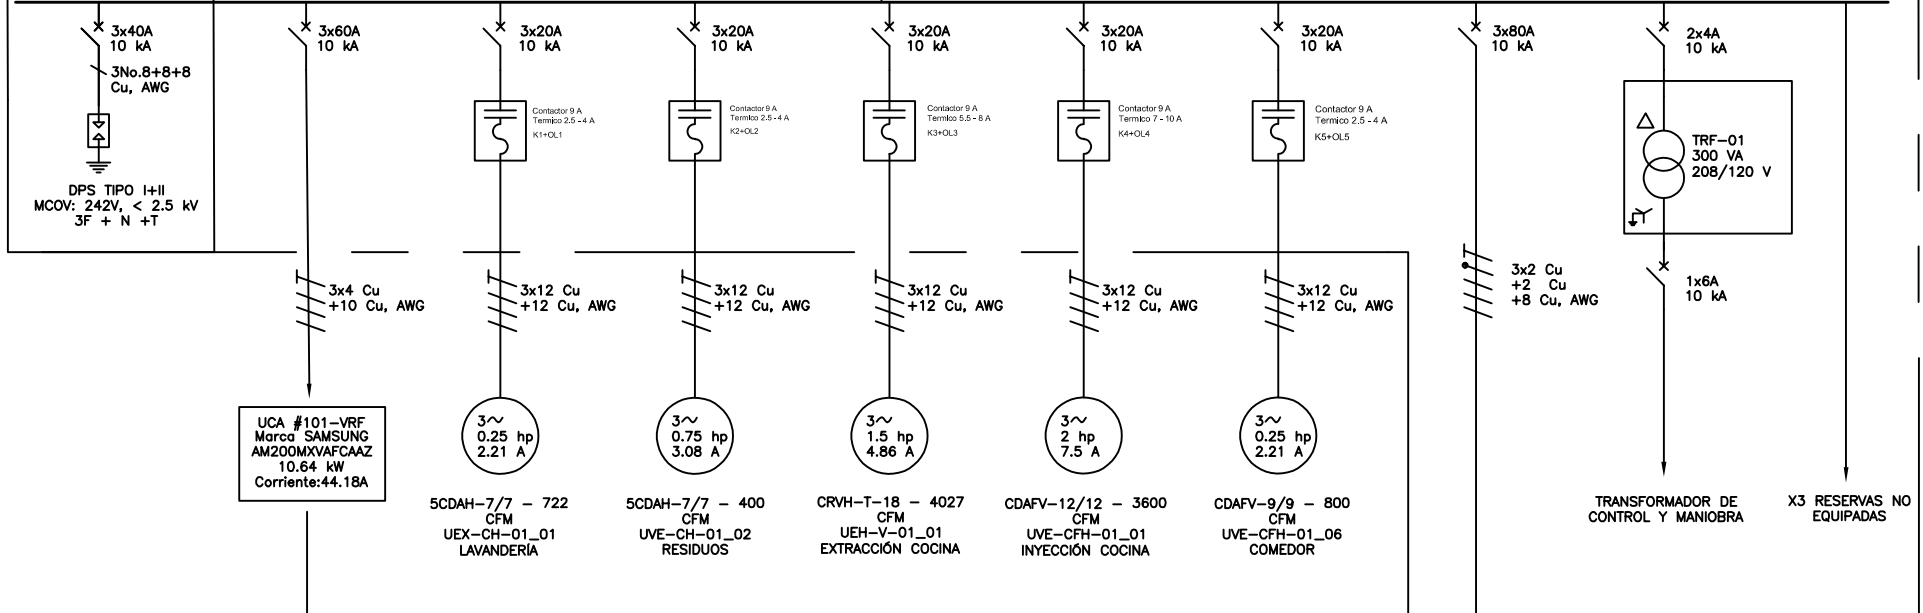 3x40A
10 kA
3No.8+8+8
Cu, AWG
DPS TIPO I+II
MCOV: 242V, < 2.5 kV
3F + N +T
3x60A
10 kA
3x4 Cu
+10 Cu, AWG
UCA #101-VRF
Marca SAMSUNG
AM200MXVAFCAAZ
10.64 kW
Corriente:44.18A
3x20A
10 kA
Contactor 9 A
Termico 2.5 - 4 A
K1+OL1
3x12 Cu
+12 Cu, AWG
3~
0.25 hp
2.21 A
5CDAH-7/7 - 722
CFM
UEX-CH-01_01
LAVANDERÍA
3x20A
10 kA
Contactor 9 A
Termico 2.5 - 4 A
K2+OL2
3x12 Cu
+12 Cu, AWG
3~
0.75 hp
3.08 A
5CDAH-7/7 - 400
CFM
UVE-CH-01_02
RESIDUOS
3x20A
10 kA
Contactor 9 A
Termico 5.5 - 8 A
K3+OL3
3x12 Cu
+12 Cu, AWG
3~
1.5 hp
4.86 A
CRVH-T-18 - 4027
CFM
UEH-V-01_01
EXTRACCIÓN COCINA
3x20A
10 kA
Contactor 9 A
Termico 7 - 10 A
K4+OL4
3x12 Cu
+12 Cu, AWG
3~
2 hp
7.5 A
CDAFV-12/12 - 3600
CFM
UVE-CFH-01_01
INYECCIÓN COCINA
3x20A
10 kA
Contactor 9 A
Termico 2.5 - 4 A
K5+OL5
3x12 Cu
+12 Cu, AWG
3~
0.25 hp
2.21 A
CDAFV-9/9 - 800
CFM
UVE-CFH-01_06
COMEDOR
3x80A
10 kA
3x2 Cu
+2 Cu
+8 Cu, AWG
2x4A
10 kA
TRF-01
300 VA
208/120 V
1x6A
10 kA
TRANSFORMADOR DE
CONTROL Y MANIOBRA
X3 RESERVAS NO
EQUIPADAS